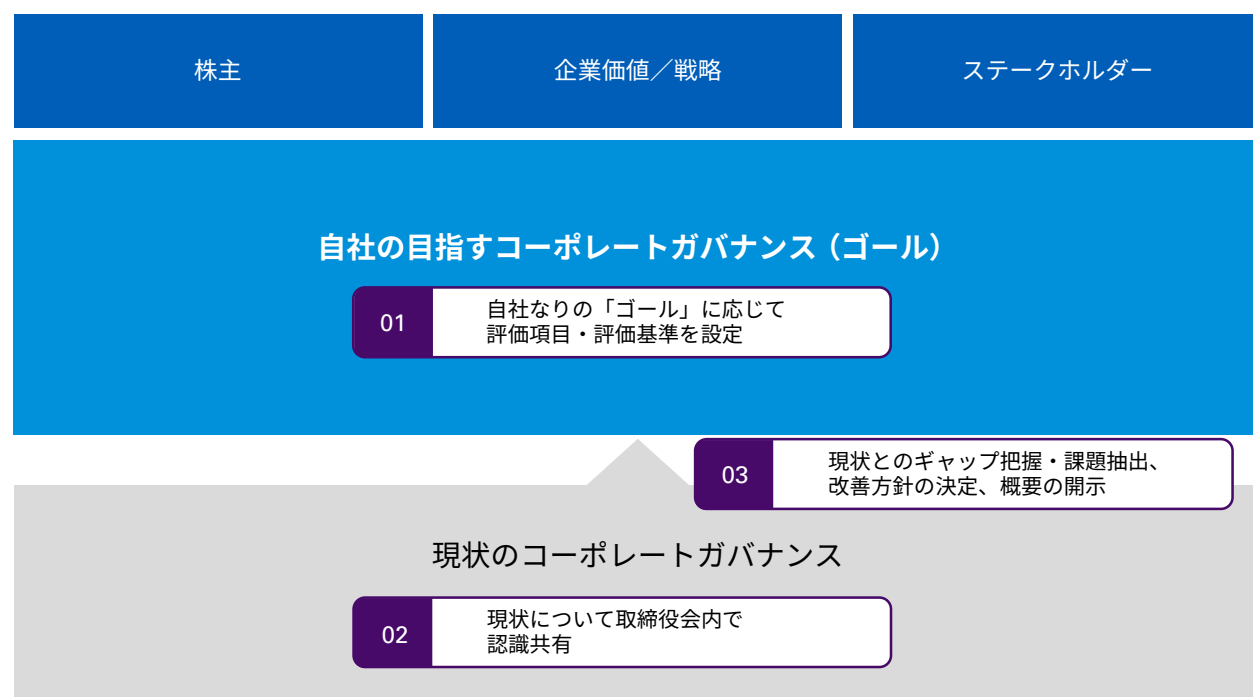 株主
企業価値／戦略
ステークホルダー
自社の目指すコーポレートガバナンス（ゴール）
01
自社なりの「ゴール」に応じて
評価項目・評価基準を設定
03
現状とのギャップ把握・課題抽出、
改善方針の決定、概要の開示
現状のコーポレートガバナンス
02
現状について取締役会内で
認識共有